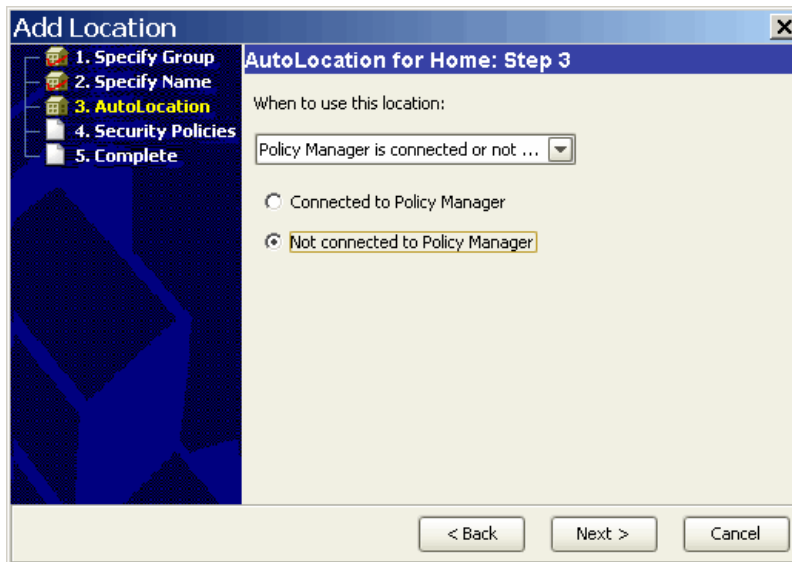 Add Location
1. Specify Group
2. Specify Name
3. AutoLocation
4. Security Policies
5. Complete
AutoLocation for Home: Step 3
When to use this location:
Policy Manager is connected or not ...
Connected to Policy Manager
Not connected to Policy Manager
< Back
Next >
Cancel